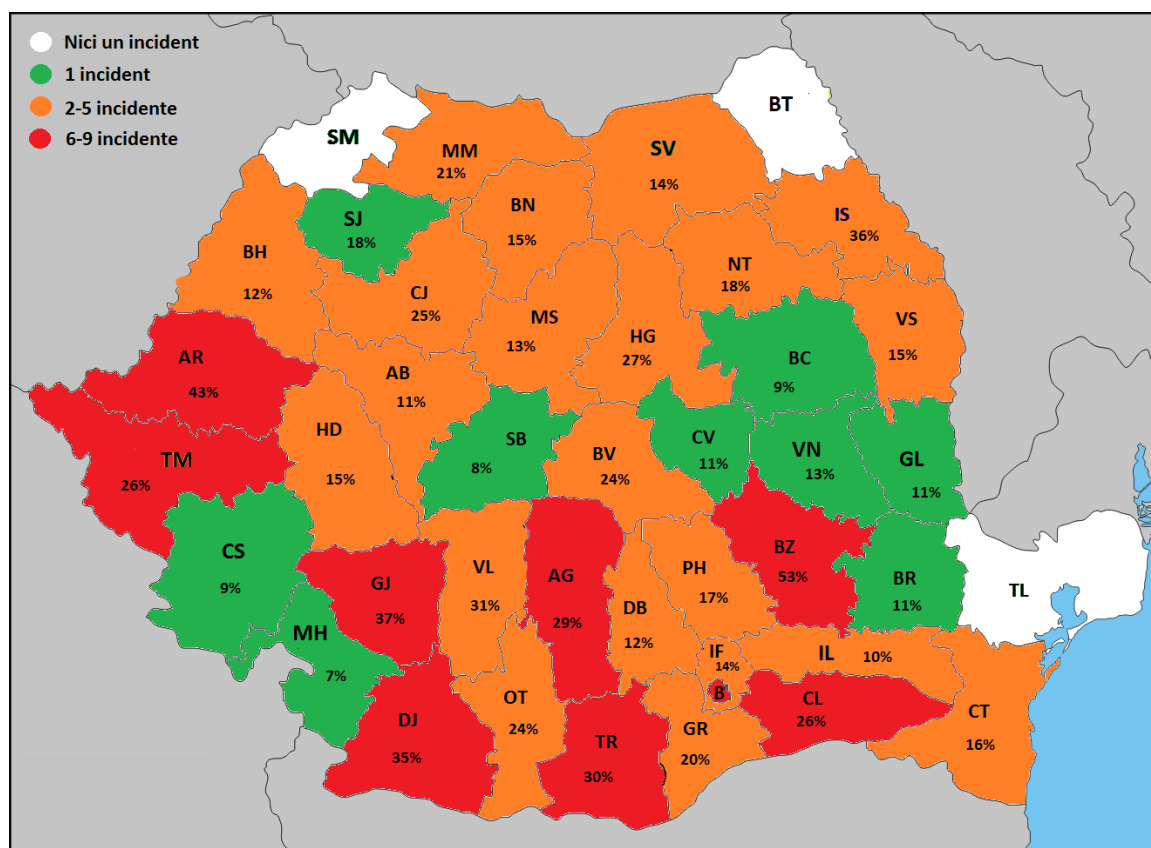 Nici un incident
1 incident
2-5 incidente
6-9 incidente
SM
MM
21%
SV
14%
BT
SJ
18%
BN
15%
IS
36%
BH
12%
CJ
25%
MS
13%
HG
27%
NT
18%
VS
15%
AR
43%
AB
11%
BC
9%
HD
15%
SB
8%
BV
24%
CV
11%
VN
13%
GL
11%
TM
26%
CS
9%
GJ
37%
VL
31%
AG
29%
DB
12%
PH
17%
BZ
53%
BR
11%
TL
MH
7%
IF
14%
IL
10%
B
DJ
35%
OT
24%
TR
30%
GR
20%
CL
26%
CT
16%